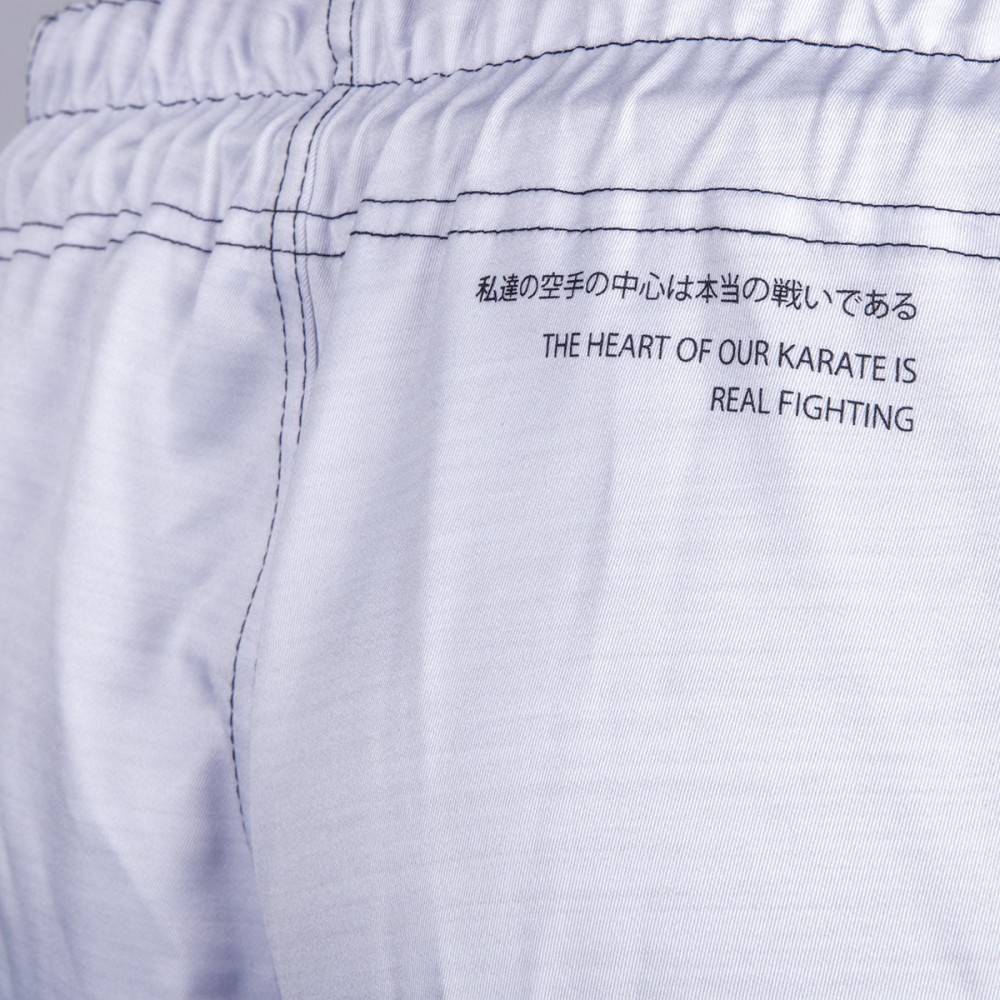 私達の空手の中心は本当の戦いである
THE HEART OF OUR KARATE IS
REAL FIGHTING